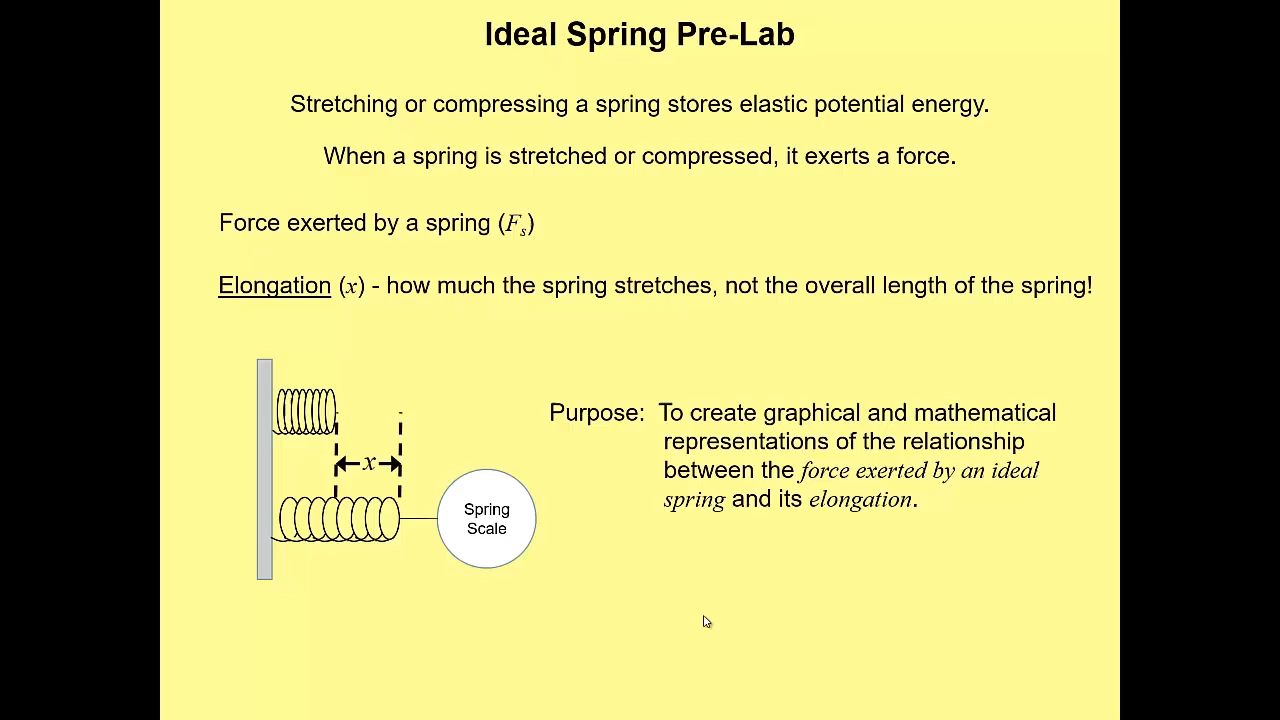 Ideal Spring Pre-Lab
Stretching or compressing a spring stores elastic potential energy.
When a spring is stretched or compressed, it exerts a force.
Force exerted by a spring (Fs)
Elongation (x) - how much the spring stretches, not the overall length of the spring!
x
Spring
Scale
Purpose: To create graphical and mathematical
representations of the relationship
between the force exerted by an ideal
spring and its elongation.